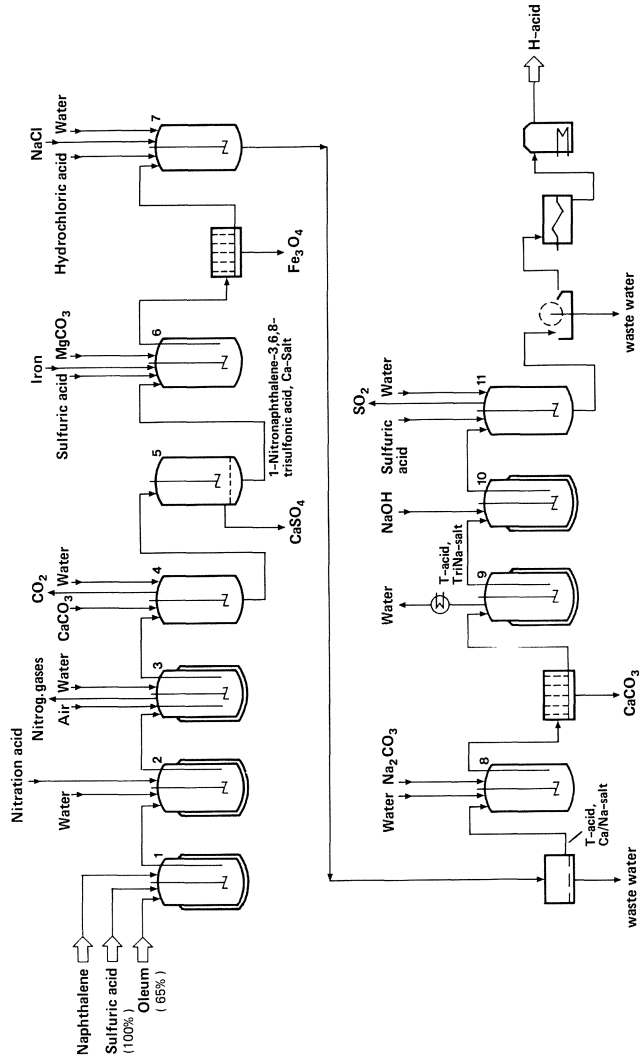 Naphthalene
Sulfuric acid
(100%)
Oleum
( 65% )
1
Nitration acid
Water
2
Nitrog. gases
Air
Water
3
CO2
CaCO3
Water
4
CaSO4
5
1-Nitronaphthalene-3,6,8-
trisulfonic acid, Ca-Salt
Iron
Sulfuric acid
MgCO3
6
Fe3O4
NaCl
Hydrochloric acid
Water
7
waste water
T-acid,
Ca/Na-salt
Water
Na2CO3
8
CaCO3
Water
T-acid,
TriNa-salt
9
NaOH
10
SO2
Sulfuric
acid
Water
11
waste water
H-acid